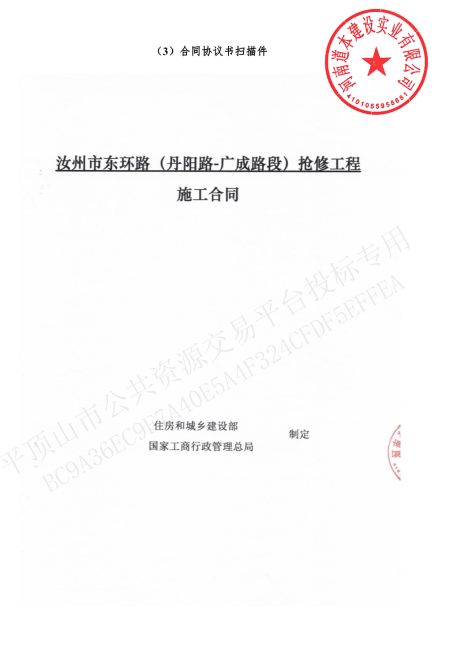 （3）合同协议书扫描件
河南道本建设实业有限公司
4101055958681
汝州市东环路（丹阳路-广成路段）抢修工程
施工合同
平顶山市公共资源交易平台投标专用
BC9A36EC9F7A40E5A4F324CFDF5EFFEA
住房和城乡建设部
国家工商行政管理总局
制定